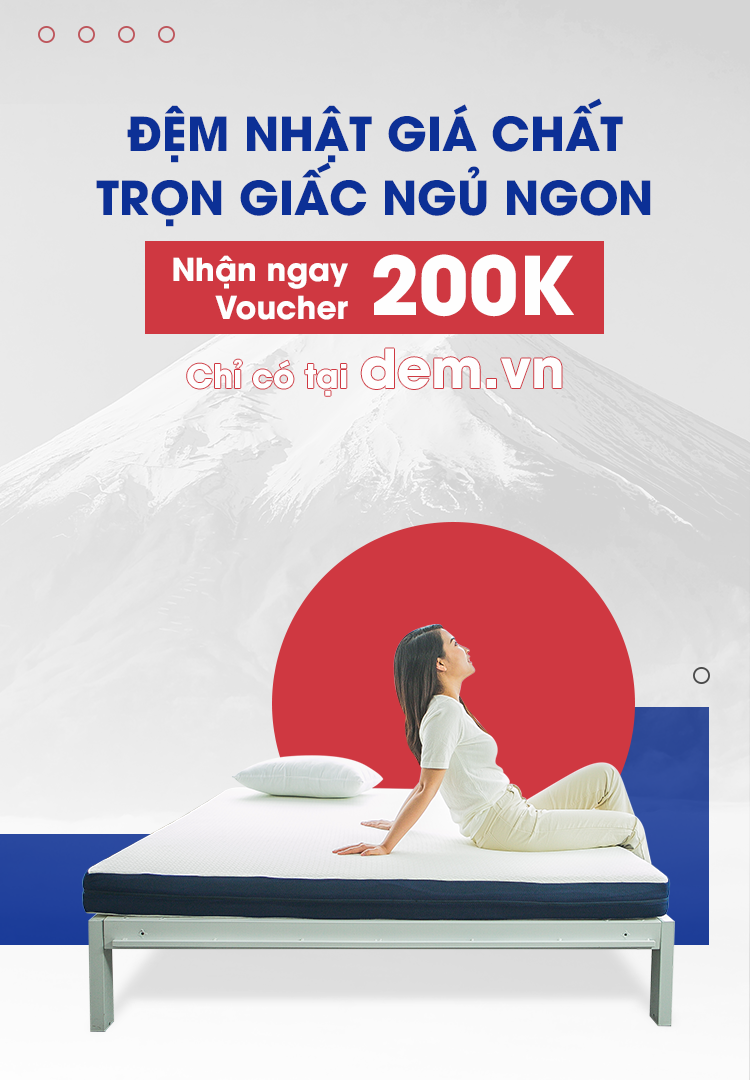 ĐỆM NHẬT GIÁ CHẤT
TRỌN GIẤC NGỦ NGON
Nhận ngay
Voucher 200K
Chỉ có tại dem.vn